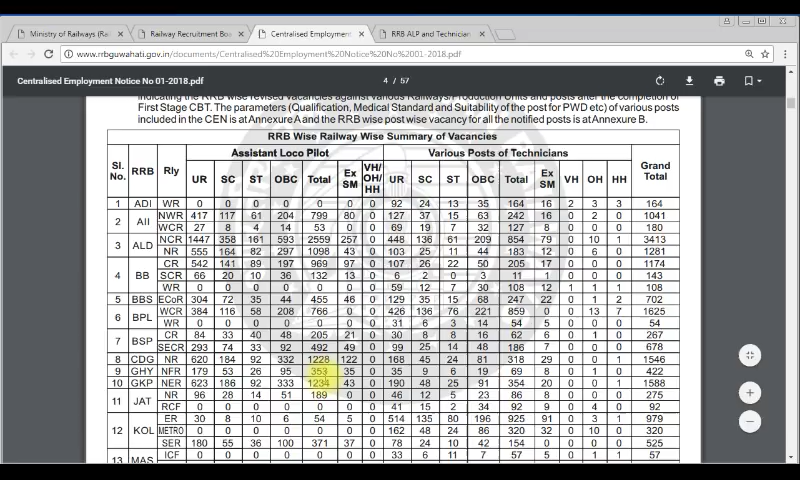 Ministry of Railways (Rai
Railway Recruitment Boa
Centralised Employment
RRB ALP and Technician
www.rrbguwahati.gov.in/documents/Centralised%20Employment%20Notice%20No%2001-2018.pdf
Centralised Employment Notice No 01-2018.pdf
4 / 57
indicating the RRB wise revised vacancies against various Railways/Production Units and posts after the completion of
First Stage CBT. The parameters (Qualification, Medical Standard and Suitability of the post for PWD etc) of various posts
included in the CEN is at Annexure A and the RRB wise post wise vacancy for all the notified posts is at Annexure B.
RRB Wise Railway Wise Summary of Vacancies
Sl. No. RRB Rly Assistant Loco Pilot Various Posts of Technicians Grand Total
UR SC ST OBC Total Ex SM VH/ OH/ HH UR SC ST OBC Total Ex SM VH OH HH
1 ADI WR 0 0 0 0 0 0 0 92 24 13 35 164 16 2 3 3 164
2 AII NWR 417 117 61 204 799 80 0 127 37 15 63 242 16 0 2 0 1041
WCR 27 8 4 14 53 0 0 69 19 7 32 127 8 0 0 0 180
3 ALD NCR 1447 358 161 593 2559 257 0 448 136 61 209 854 79 0 10 1 3413
NR 555 164 82 297 1098 43 0 103 25 11 44 183 12 0 6 0 1281
4 BB CR 542 141 89 197 969 97 0 107 26 22 50 205 17 0 0 0 1174
SCR 66 20 10 36 132 13 0 6 2 0 3 11 1 0 0 0 143
WR 0 0 0 0 0 0 0 59 12 7 30 108 12 1 1 1 108
5 BBS ECoR 304 72 35 44 455 46 0 129 35 15 68 247 22 0 1 2 702
6 BPL WCR 384 116 58 208 766 0 0 426 136 76 221 859 0 0 13 7 1625
WR 0 0 0 0 0 0 0 31 6 3 14 54 5 0 0 0 54
7 BSP CR 84 33 40 48 205 21 0 30 8 8 16 62 6 0 1 0 267
SECR 293 74 33 92 492 49 0 99 25 14 48 186 7 0 0 0 678
8 CDG NR 620 184 92 332 1228 122 0 168 45 24 81 318 29 0 0 1 1546
9 GHY NFR 179 53 26 95 353 35 0 35 9 6 19 69 8 0 1 0 422
10 GKP NER 623 186 92 333 1234 43 0 190 48 25 91 354 20 0 0 1 1588
11 JAT NR 96 28 14 51 189 0 0 46 12 5 23 86 8 0 0 0 275
RCF 0 0 0 0 0 0 0 41 15 2 34 92 9 0 4 0 92
12 KOL ER 30 8 10 6 54 5 0 514 135 80 196 925 91 0 3 1 979
METRO 0 0 0 0 0 0 0 162 48 24 86 320 32 0 10 0 320
SER 180 55 36 100 371 37 0 78 24 10 42 154 0 0 0 0 525
13 MAS ICF 0 0 0 0 0 0 0 33 6 11 7 57 5 0 1 1 57